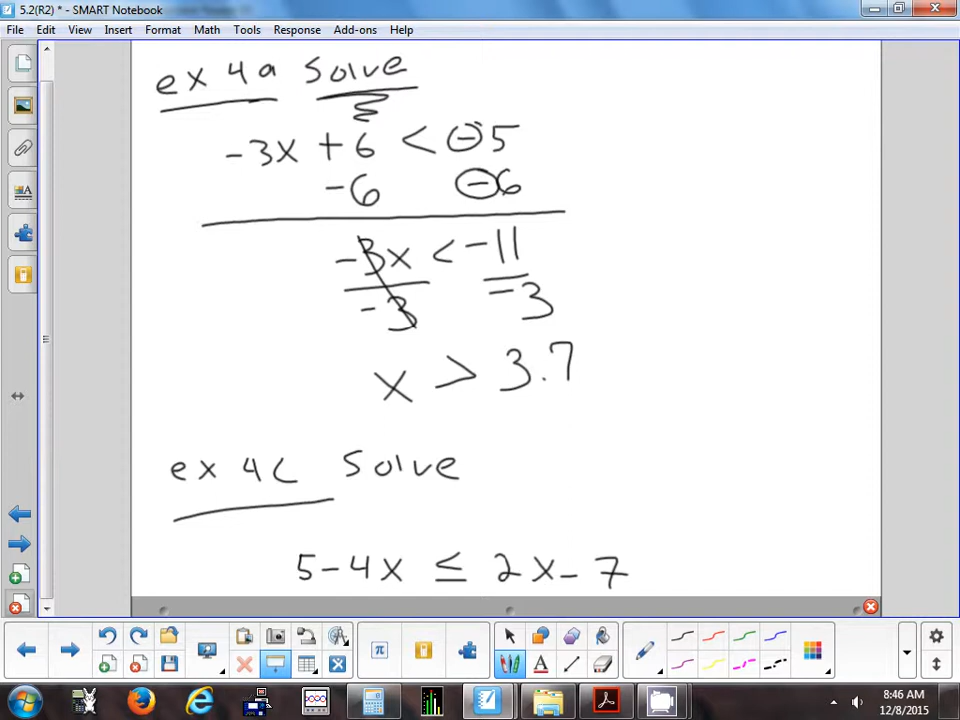 5.2(R2) * - SMART Notebook
File Edit View Insert Format Math Tools Response Add-ons Help
ex 4a Solve
-3x + 6 < -5
-6 -6
-3x < -11
-3 -3
x > 3.7
ex 4c Solve
5-4x ≤ 2x-7
8:46 AM
12/8/2015